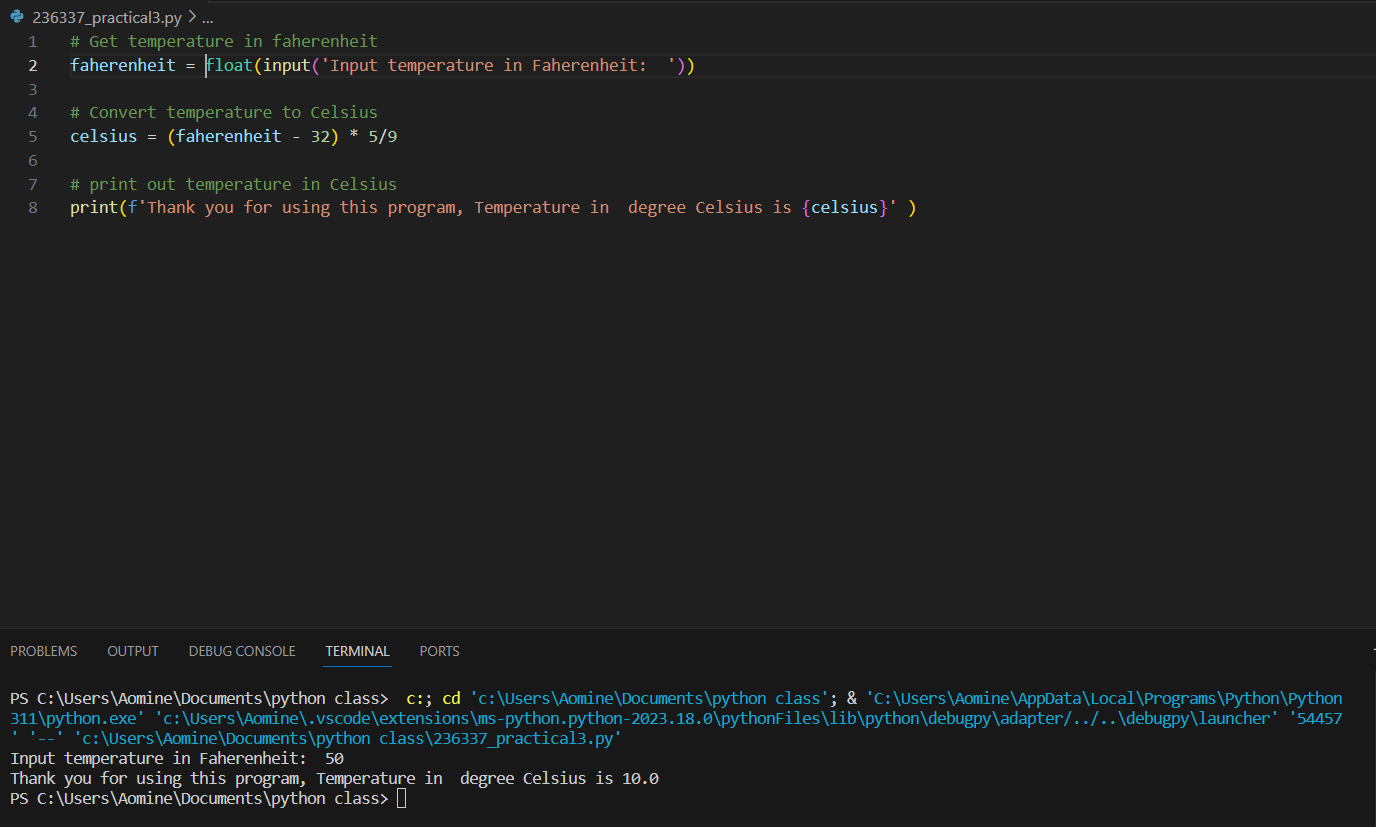 236337_practical3.py > ...
1 # Get temperature in faherenheit
2 faherenheit = float(input('Input temperature in Faherenheit:  '))
3
4 # Convert temperature to Celsius
5 celsius = (faherenheit - 32) * 5/9
6
7 # print out temperature in Celsius
8 print(f'Thank you for using this program, Temperature in  degree Celsius is {celsius}' )
PROBLEMS OUTPUT DEBUG CONSOLE TERMINAL PORTS
PS C:\Users\Aomine\Documents\python class>  c:; cd 'c:\Users\Aomine\Documents\python class'; & 'C:\Users\Aomine\AppData\Local\Programs\Python\Python
311\python.exe' 'c:\Users\Aomine\.vscode\extensions\ms-python.python-2023.18.0\pythonFiles\lib\python\debugpy\adapter/../..\debugpy\launcher' '54457
' '--' 'c:\Users\Aomine\Documents\python class\236337_practical3.py'
Input temperature in Faherenheit:  50
Thank you for using this program, Temperature in  degree Celsius is 10.0
PS C:\Users\Aomine\Documents\python class>